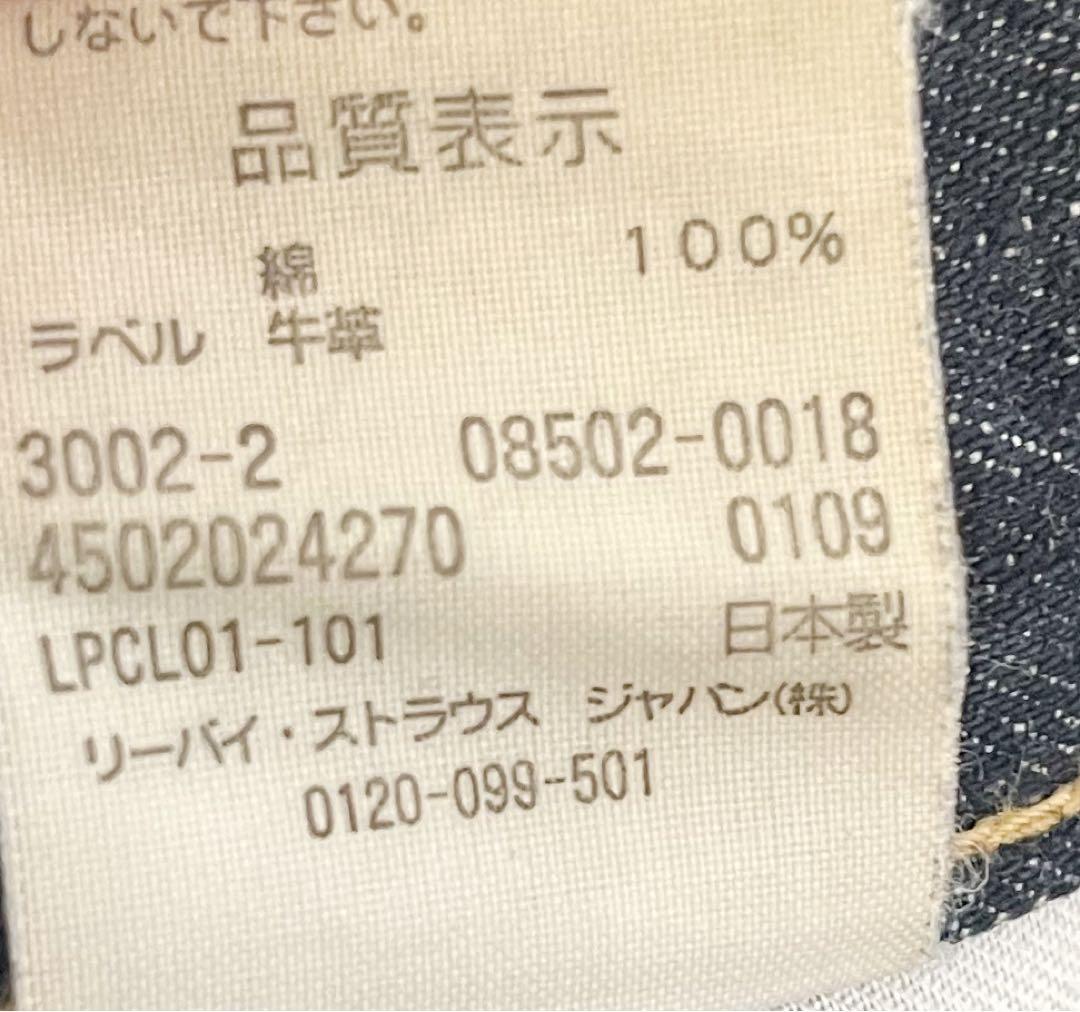 しないで下さい。
品質表示
綿 100%
ラベル 牛革
3002-2 08502-0018
4502024270 0109
LPCL01-101 日本製
リーバイ・ストラウス ジャパン(株)
0120-099-501